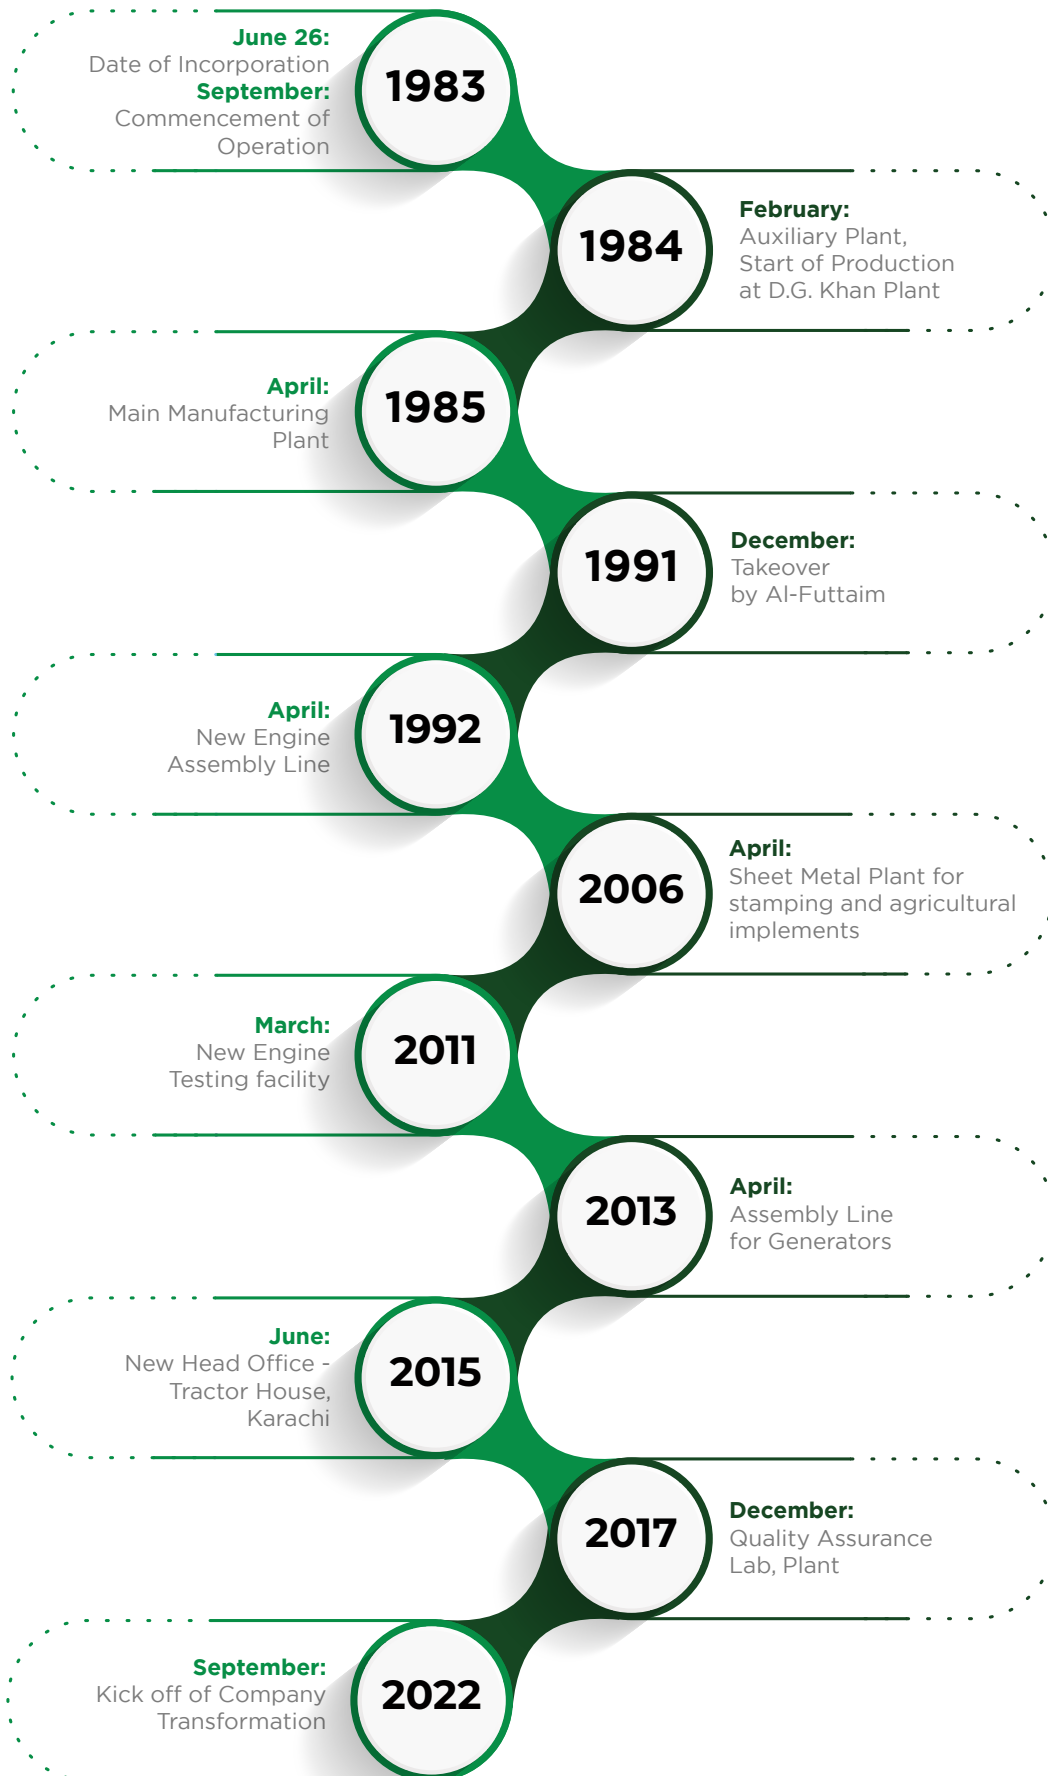 June 26:
Date of Incorporation
September:
Commencement of
Operation
1983
1984
February:
Auxiliary Plant,
Start of Production
at D.G. Khan Plant
April:
Main Manufacturing
Plant
1985
1991
December:
Takeover
by Al-Futtaim
April:
New Engine
Assembly Line
1992
2006
April:
Sheet Metal Plant for
stamping and agricultural
implements
March:
New Engine
Testing facility
2011
2013
April:
Assembly Line
for Generators
June:
New Head Office -
Tractor House,
Karachi
2015
2017
December:
Quality Assurance
Lab, Plant
September:
Kick off of Company
Transformation
2022